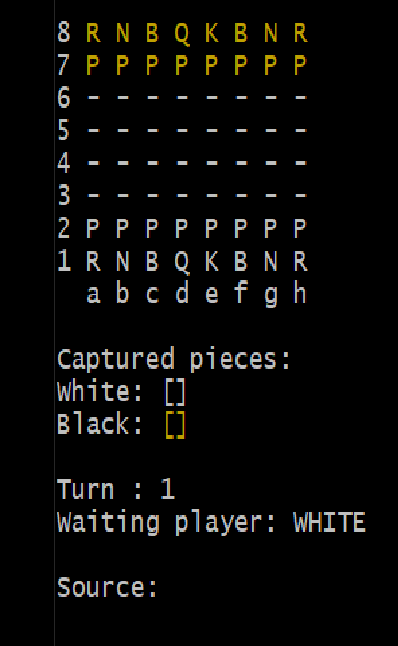 8 R N B Q K B N R
7 P P P P P P P P
6 - - - - - - - -
5 - - - - - - - -
4 - - - - - - - -
3 - - - - - - - -
2 P P P P P P P P
1 R N B Q K B N R
a b c d e f g h
Captured pieces:
White: []
Black: []
Turn : 1
Waiting player: WHITE
Source: